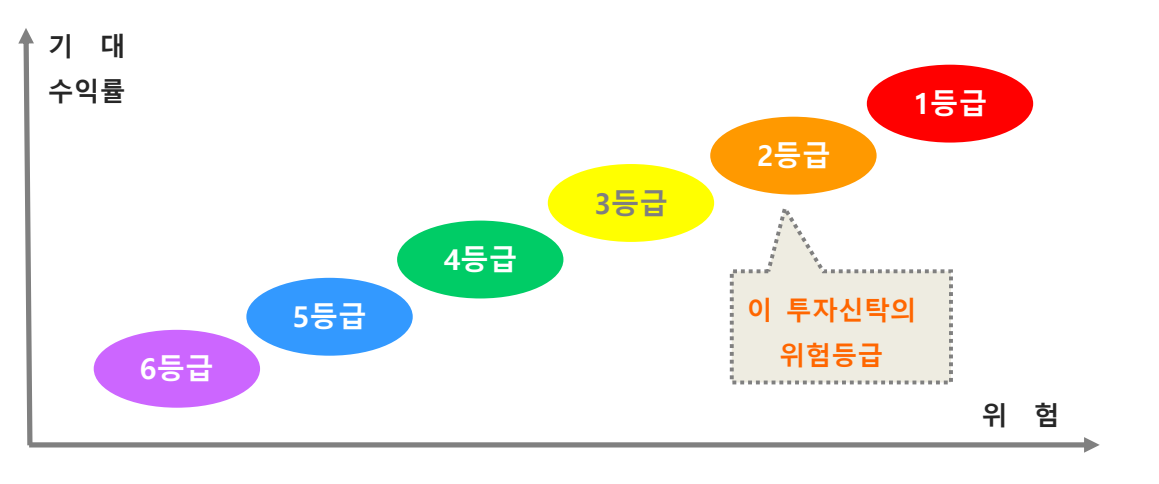 기 대
수익률
1등급
2등급
3등급
4등급
5등급
6등급
이 투자신탁의
위험등급
위 험